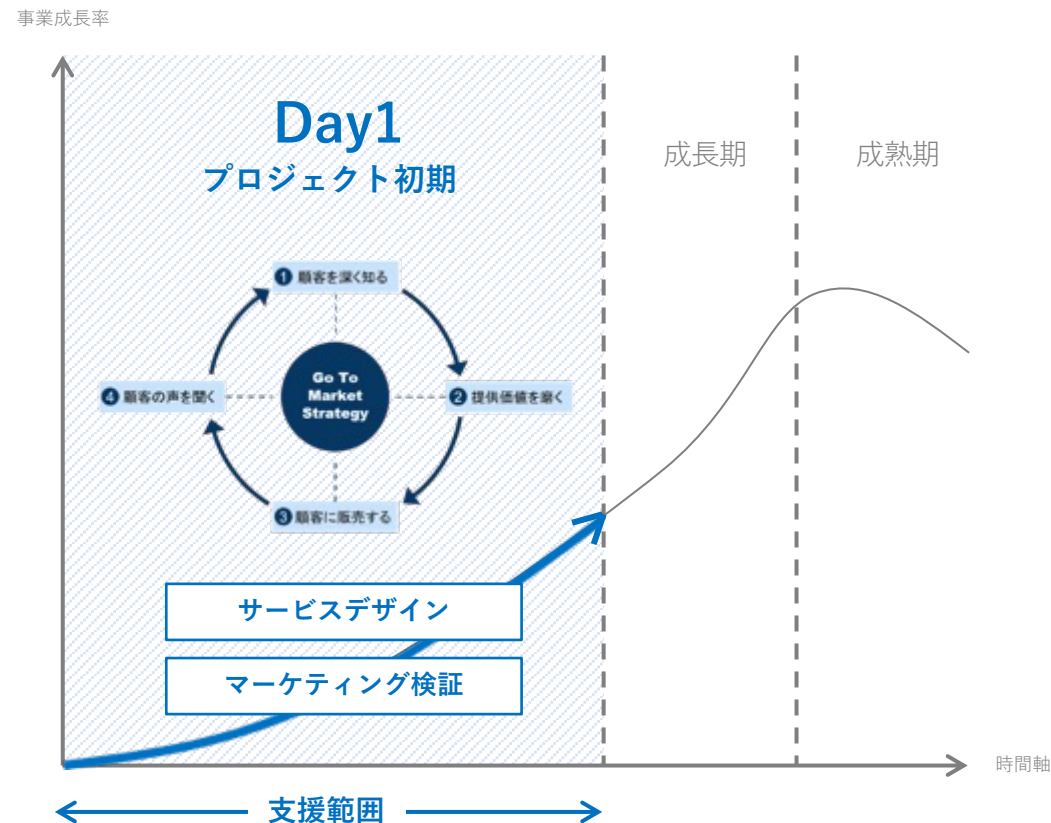 事業成長率
Day1
プロジェクト初期
成長期
成熟期
1 顧客を深く知る
Go To
Market
Strategy
4 顧客の声を聞く
2 提供価値を磨く
3 顧客に販売する
サービスデザイン
マーケティング検証
時間軸
支援範囲